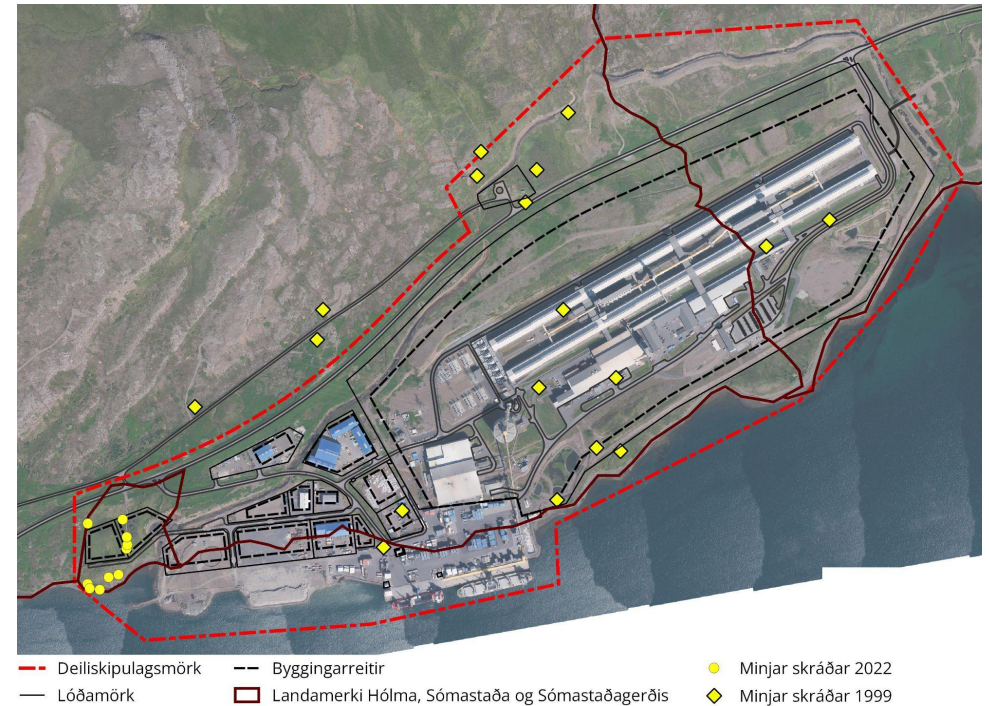 Deiliskipulagsmörk
Byggingarreitir
Minjar skráðar 2022
Lóðamörk
Landamerki Hólma, Sómastaða og Sómastaðagerðis
Minjar skráðar 1999